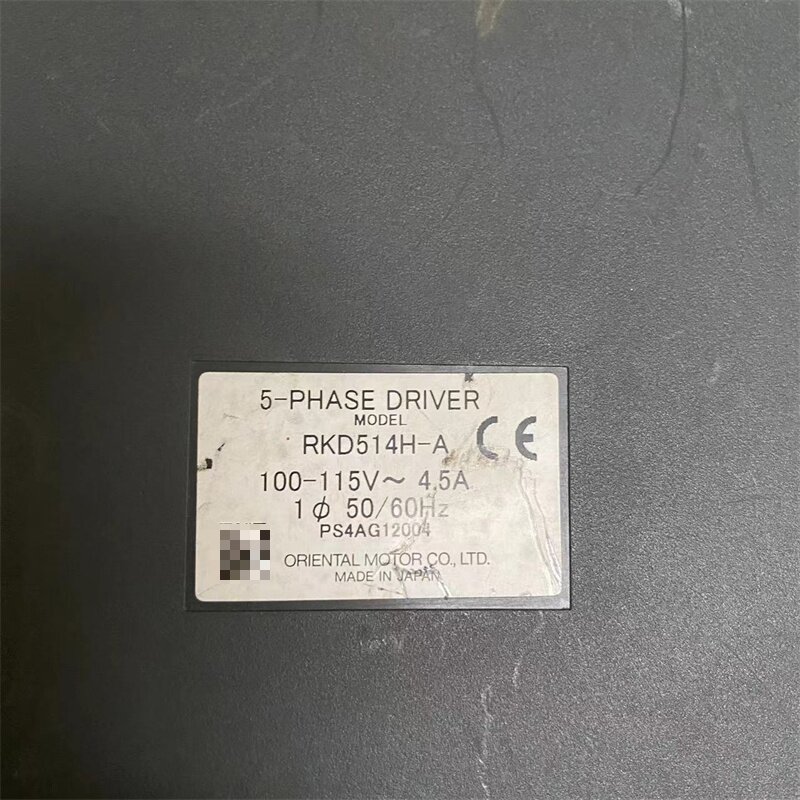 5-PHASE DRIVER
MODEL
RKD514H-A CE
100-115V~ 4.5A
1ϕ 50/60Hz
PS4AG12004
ORIENTAL MOTOR CO., LTD.
MADE IN JAPAN